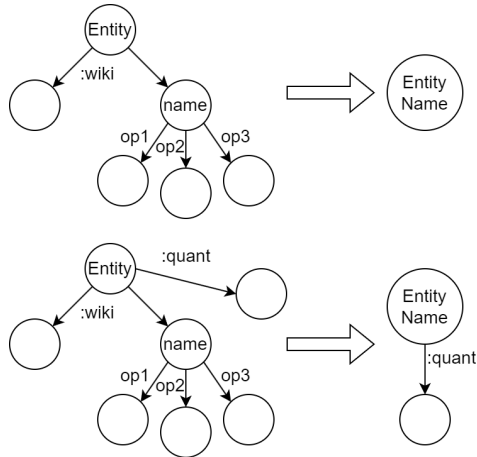 Entity
:wiki
name
op1
op2
op3
Entity
Name
Entity
:quant
:wiki
name
op1
op2
op3
Entity
Name
:quant